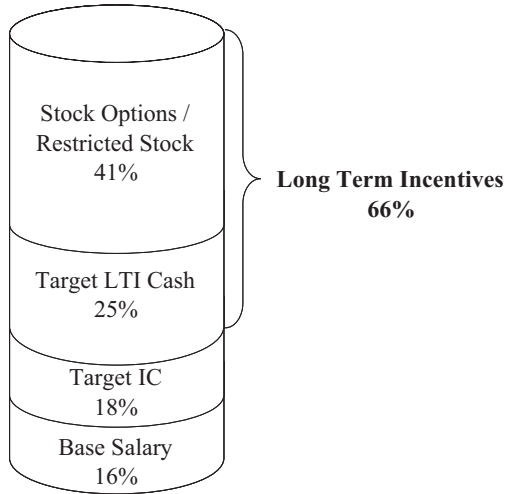 Stock Options /
Restricted Stock
41%
Long Term Incentives
66%
Target LTI Cash
25%
Target IC
18%
Base Salary
16%